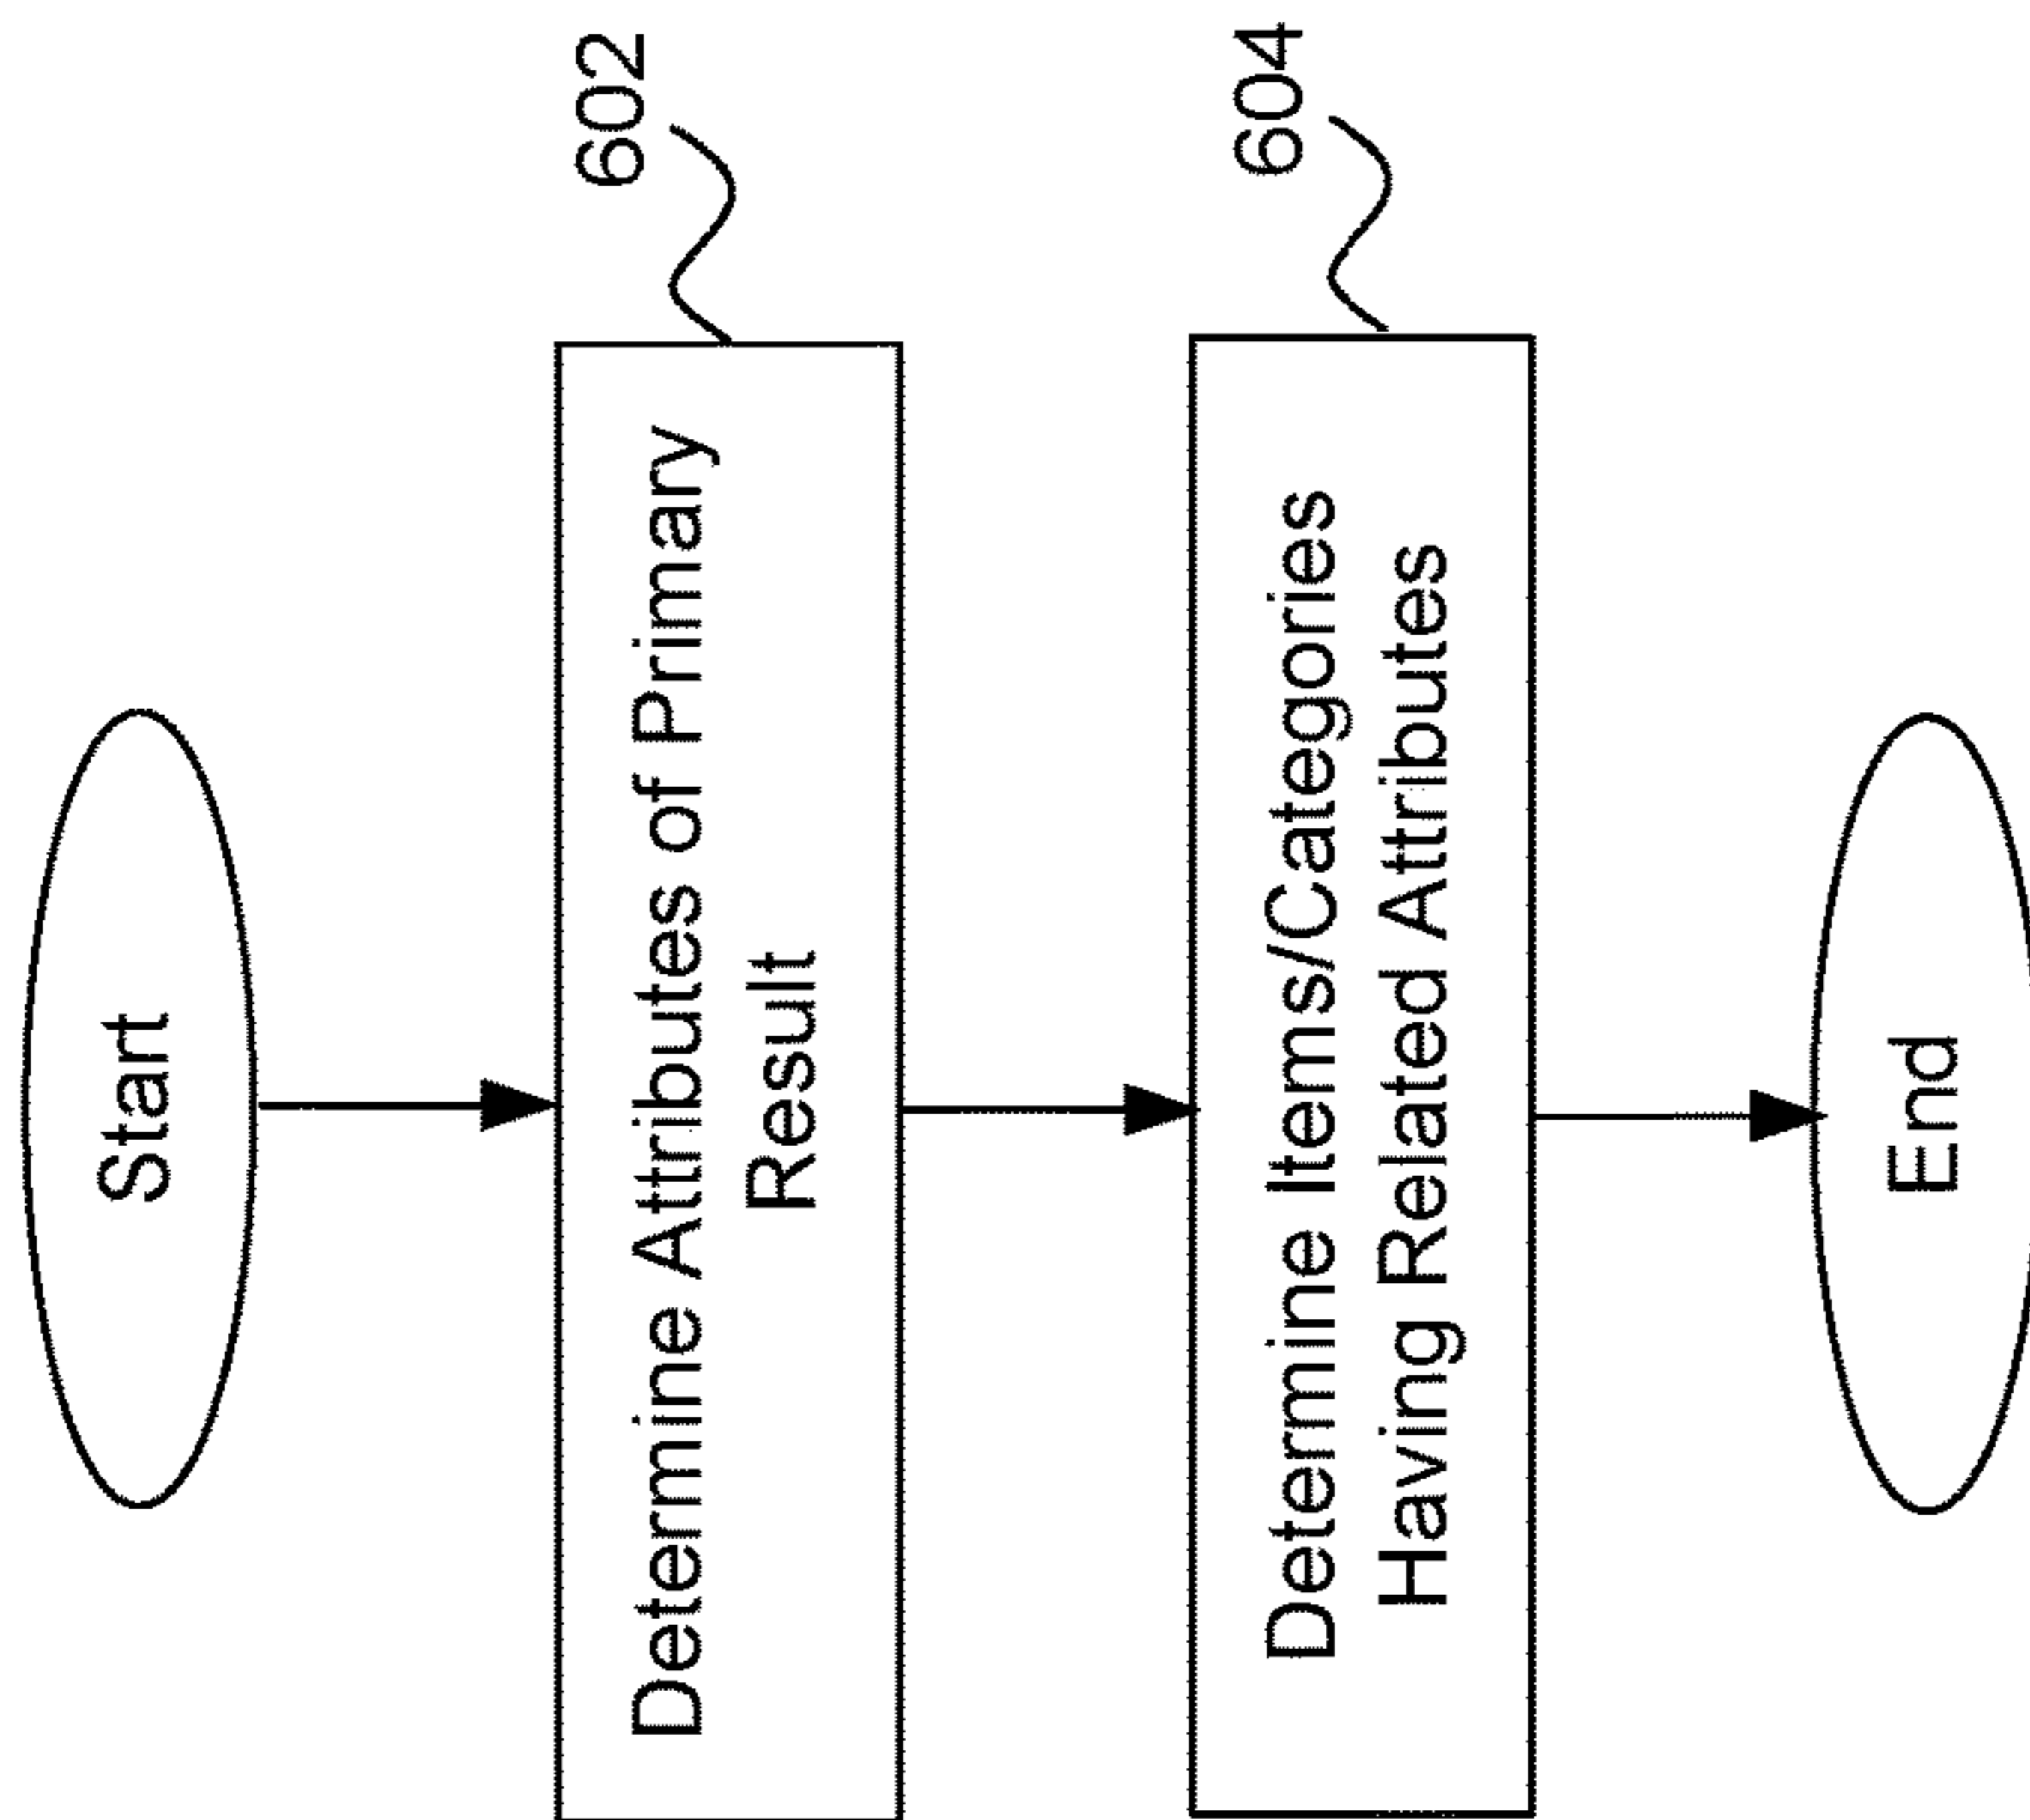 Start
602
Determine Attributes of Primary
Result
604
Determine Items/Categories
Having Related Attributes
End